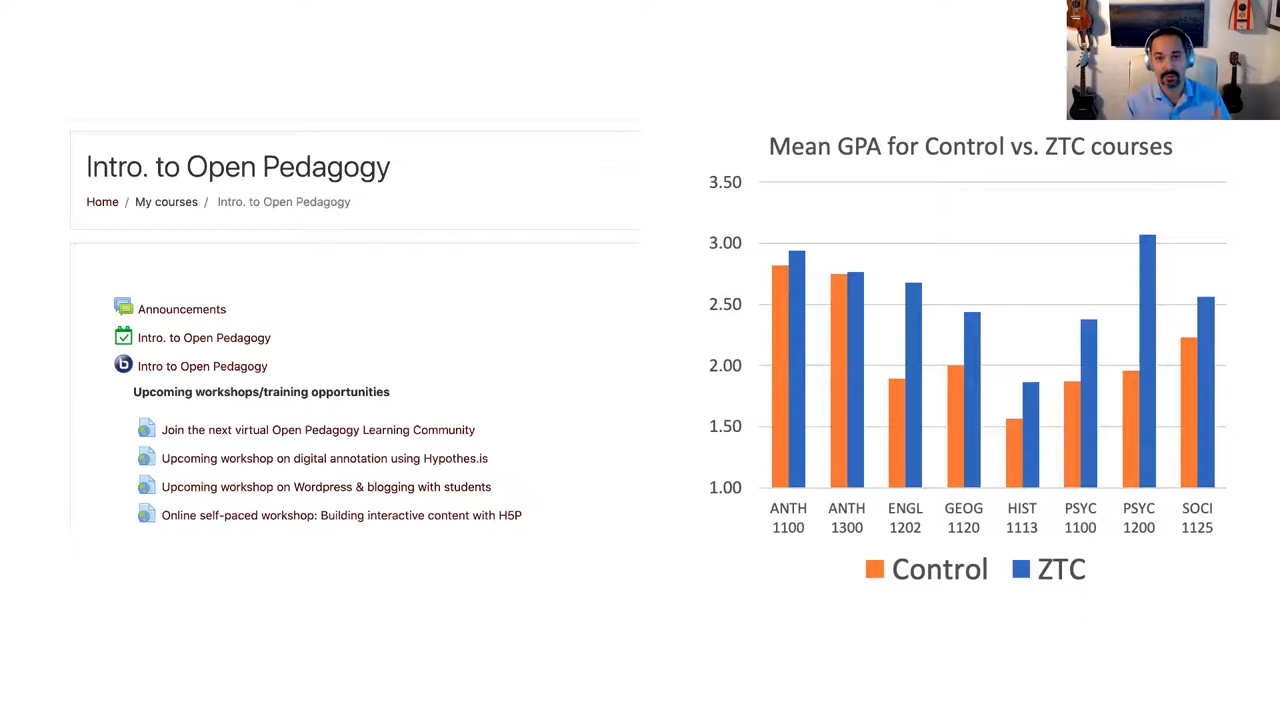 Intro. to Open Pedagogy
Home / My courses / Intro. to Open Pedagogy
Announcements
Intro. to Open Pedagogy
b Intro to Open Pedagogy
Upcoming workshops/training opportunities
Join the next virtual Open Pedagogy Learning Community
Upcoming workshop on digital annotation using Hypothes.is
Upcoming workshop on Wordpress & blogging with students
Online self-paced workshop: Building interactive content with H5P
Mean GPA for Control vs. ZTC courses
3.50
3.00
2.50
2.00
1.50
1.00
ANTH ANTH ENGL GEOG HIST PSYC PSYC SOCI
1100 1300 1202 1120 1113 1100 1200 1125
Control ZTC